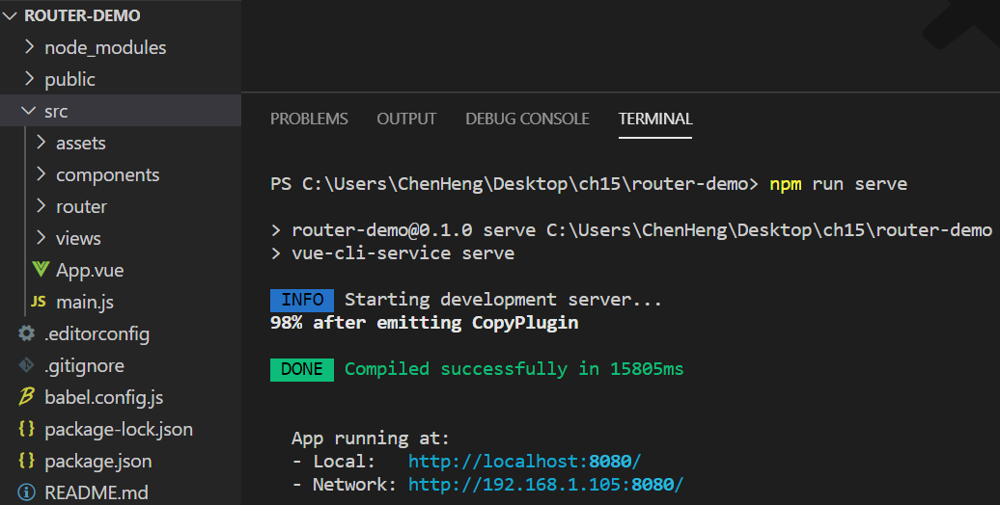 ROUTER-DEMO
node_modules
public
src
assets
components
router
views
App.vue
JS main.js
.editorconfig
.gitignore
babel.config.js
{} package-lock.json
{} package.json
README.md
PROBLEMS OUTPUT DEBUG CONSOLE TERMINAL
PS C:\Users\ChenHeng\Desktop\ch15\router-demo> npm run serve
> router-demo@0.1.0 serve C:\Users\ChenHeng\Desktop\ch15\router-demo
> vue-cli-service serve
INFO Starting development server...
98% after emitting CopyPlugin
DONE Compiled successfully in 15805ms
App running at:
- Local: http://localhost:8080/
- Network: http://192.168.1.105:8080/